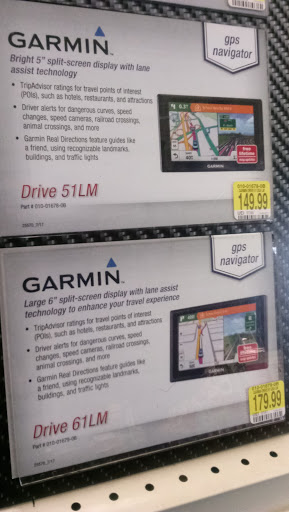 GARMIN
gps
navigator
Bright 5" split-screen display with lane
assist technology
• TripAdvisor ratings for travel points of interest
(POIs), such as hotels, restaurants, and attractions
• Driver alerts for dangerous curves, speed
changes, speed cameras, railroad crossings,
animal crossings, and more
• Garmin Real Directions feature guides like
a friend, using recognizable landmarks,
buildings, and traffic lights
GARMIN
149.99
Drive 51LM
Part # 010-01678-0B
GARMIN
gps
navigator
Large 6" split-screen display with lane assist
technology to enhance your travel experience
• TripAdvisor ratings for travel points of interest
(POIs), such as hotels, restaurants, and attractions
• Driver alerts for dangerous curves, speed
changes, speed cameras, railroad crossings,
animal crossings, and more
• Garmin Real Directions feature guides like
a friend, using recognizable landmarks,
buildings, and traffic lights
179.99
Drive 61LM